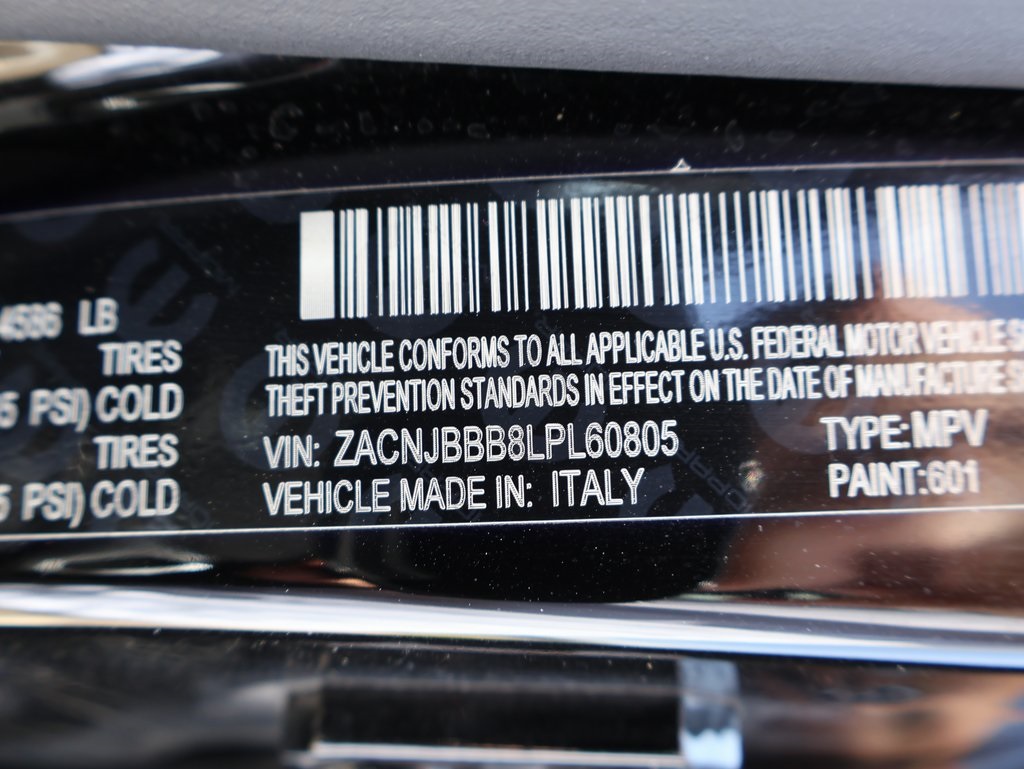 4586 LB
TIRES
PSI) COLD
TIRES
PSI) COLD
THIS VEHICLE CONFORMS TO ALL APPLICABLE U.S. FEDERAL MOTOR VEHICLE
THEFT PREVENTION STANDARDS IN EFFECT ON THE DATE OF MANUFACTURE
VIN: ZACNJBBB8LPL60805 TYPE: MPV
VEHICLE MADE IN: ITALY PAINT: 601